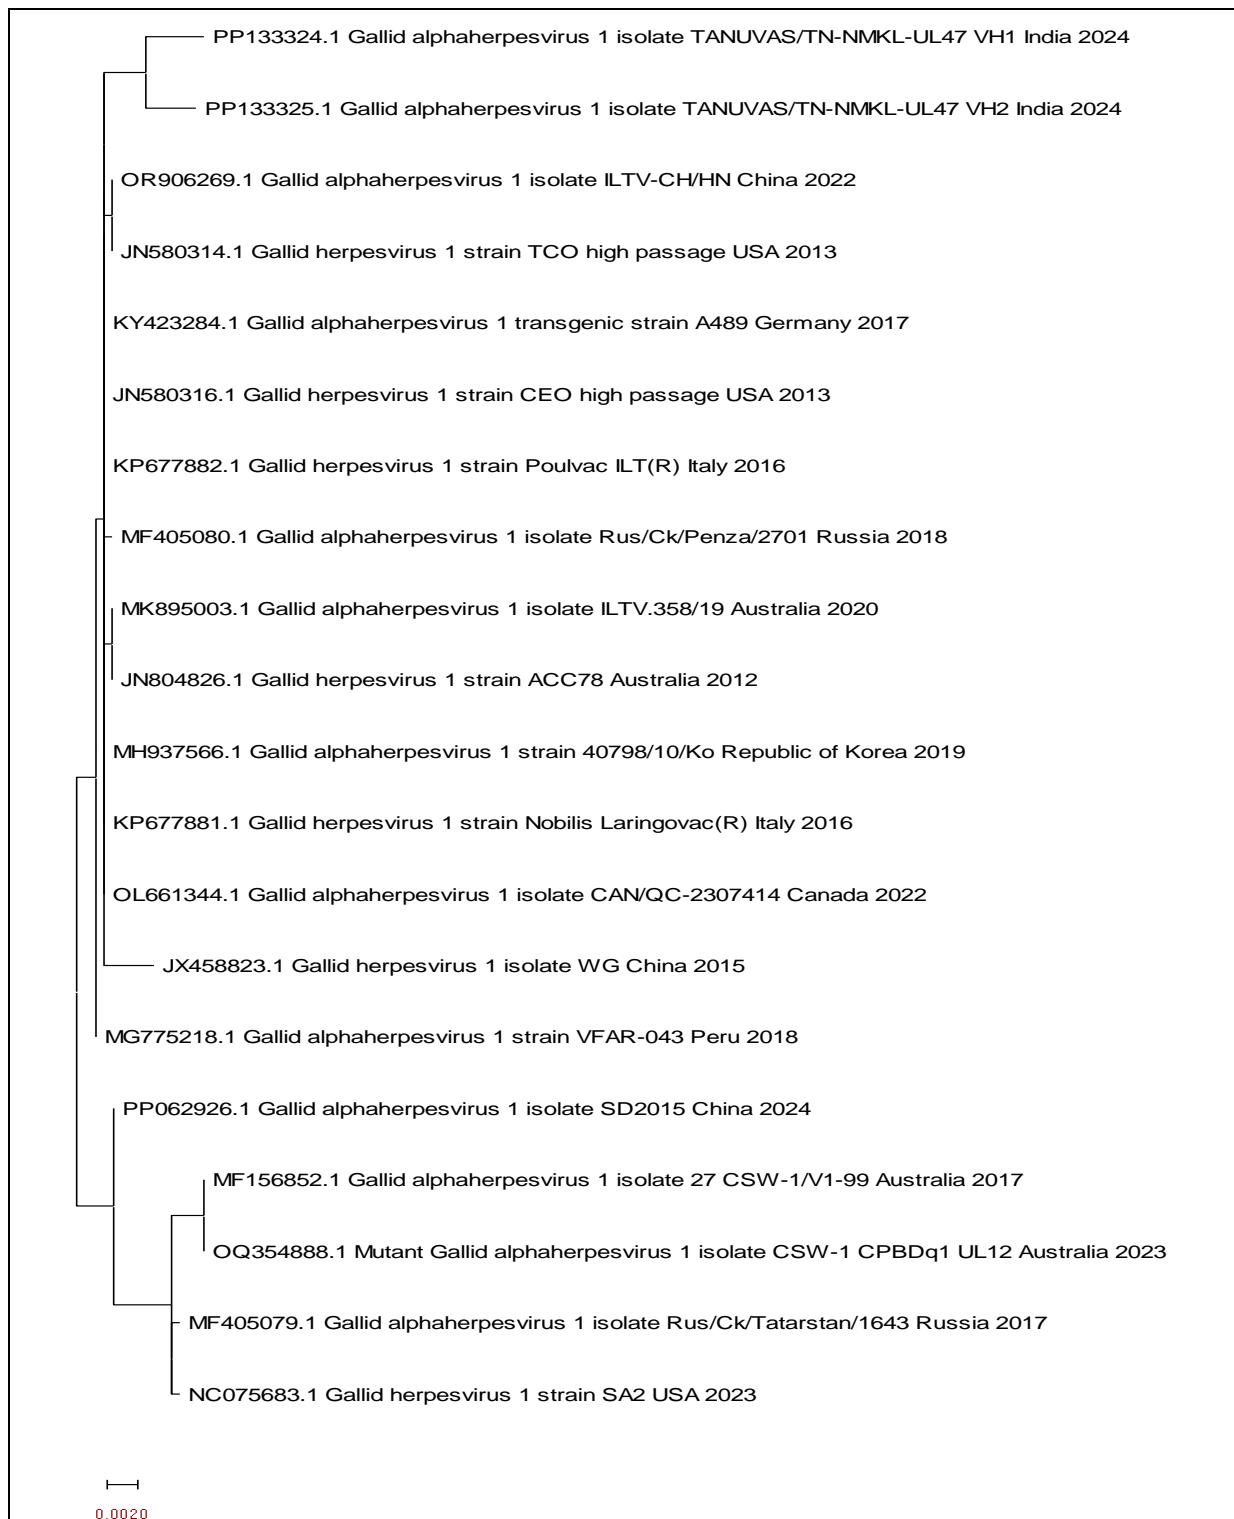 PP133324.1 Gallid alphaherpesvirus 1 isolate TANUVAS/TN-NMKL-UL47 VH1 India 2024
PP133325.1 Gallid alphaherpesvirus 1 isolate TANUVAS/TN-NMKL-UL47 VH2 India 2024
OR906269.1 Gallid alphaherpesvirus 1 isolate ILTV-CH/HN China 2022
JN580314.1 Gallid herpesvirus 1 strain TCO high passage USA 2013
KY423284.1 Gallid alphaherpesvirus 1 transgenic strain A489 Germany 2017
JN580316.1 Gallid herpesvirus 1 strain CEO high passage USA 2013
KP677882.1 Gallid herpesvirus 1 strain Poulvac ILT(R) Italy 2016
MF405080.1 Gallid alphaherpesvirus 1 isolate Rus/Ck/Penza/2701 Russia 2018
MK895003.1 Gallid alphaherpesvirus 1 isolate ILTV.358/19 Australia 2020
JN804826.1 Gallid herpesvirus 1 strain ACC78 Australia 2012
MH937566.1 Gallid alphaherpesvirus 1 strain 40798/10/Ko Republic of Korea 2019
KP677881.1 Gallid herpesvirus 1 strain Nobilis Laringovac(R) Italy 2016
OL661344.1 Gallid alphaherpesvirus 1 isolate CAN/QC-2307414 Canada 2022
JX458823.1 Gallid herpesvirus 1 isolate WG China 2015
MG775218.1 Gallid alphaherpesvirus 1 strain VFAR-043 Peru 2018
PP062926.1 Gallid alphaherpesvirus 1 isolate SD2015 China 2024
MF156852.1 Gallid alphaherpesvirus 1 isolate 27 CSW-1/V1-99 Australia 2017
OQ354888.1 Mutant Gallid alphaherpesvirus 1 isolate CSW-1 CPBDq1 UL12 Australia 2023
MF405079.1 Gallid alphaherpesvirus 1 isolate Rus/Ck/Tatarstan/1643 Russia 2017
NC075683.1 Gallid herpesvirus 1 strain SA2 USA 2023
0.0020